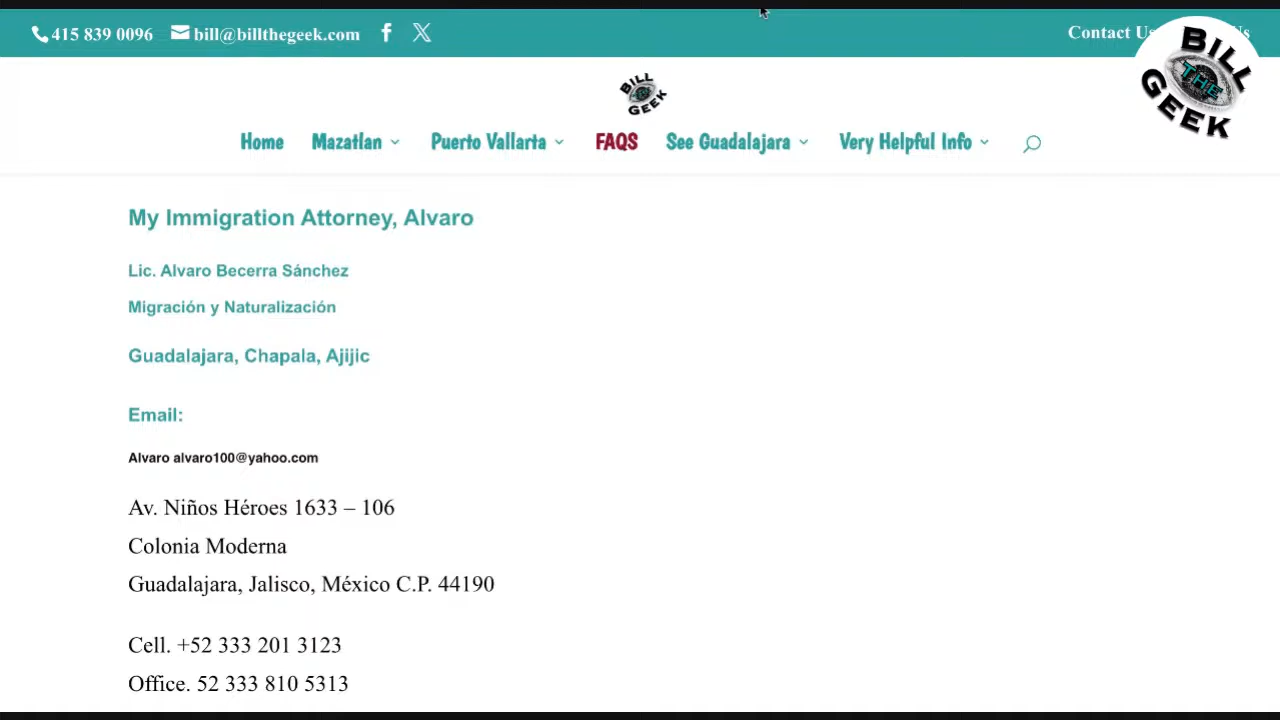 415 839 0096 bill@billthegeek.com Contact Us
BILL THE GEEK
BILL THE GEEK
Home Mazatlan Puerto Vallarta FAQS See Guadalajara Very Helpful Info
My Immigration Attorney, Alvaro
Lic. Alvaro Becerra Sánchez
Migración y Naturalización
Guadalajara, Chapala, Ajijic
Email:
Alvaro alvaro100@yahoo.com
Av. Niños Héroes 1633 – 106
Colonia Moderna
Guadalajara, Jalisco, México C.P. 44190
Cell. +52 333 201 3123
Office. 52 333 810 5313